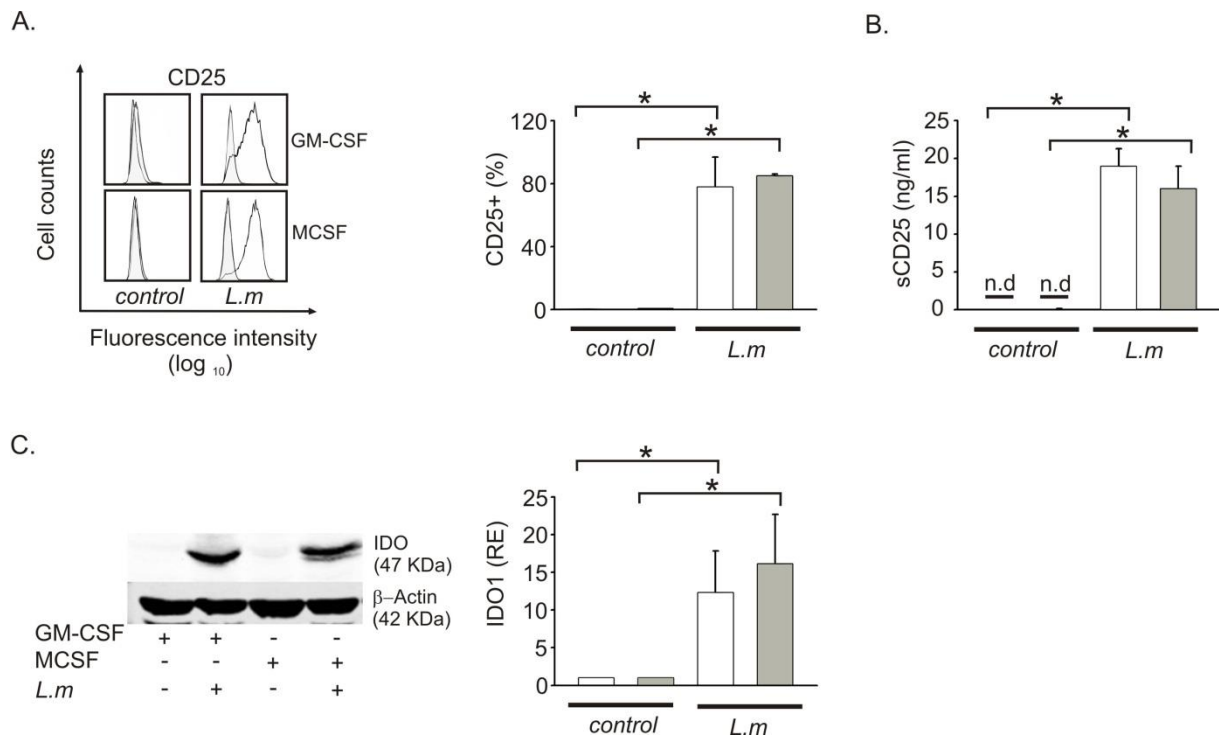 A.
CD25
GM-CSF
MCSF
Cell counts
control L.m
Fluorescence intensity
(log 10)
* *
CD25+ (%)
120
80
40
0
control L.m
B.
* *
sCD25 (ng/ml)
25
20
15
10
5
0
n.d n.d
control L.m
C.
IDO
(47 KDa)
β–Actin
(42 KDa)
GM-CSF + + - -
MCSF - - + +
L.m - + - +
* *
IDO1 (RE)
25
20
15
10
5
0
control L.m